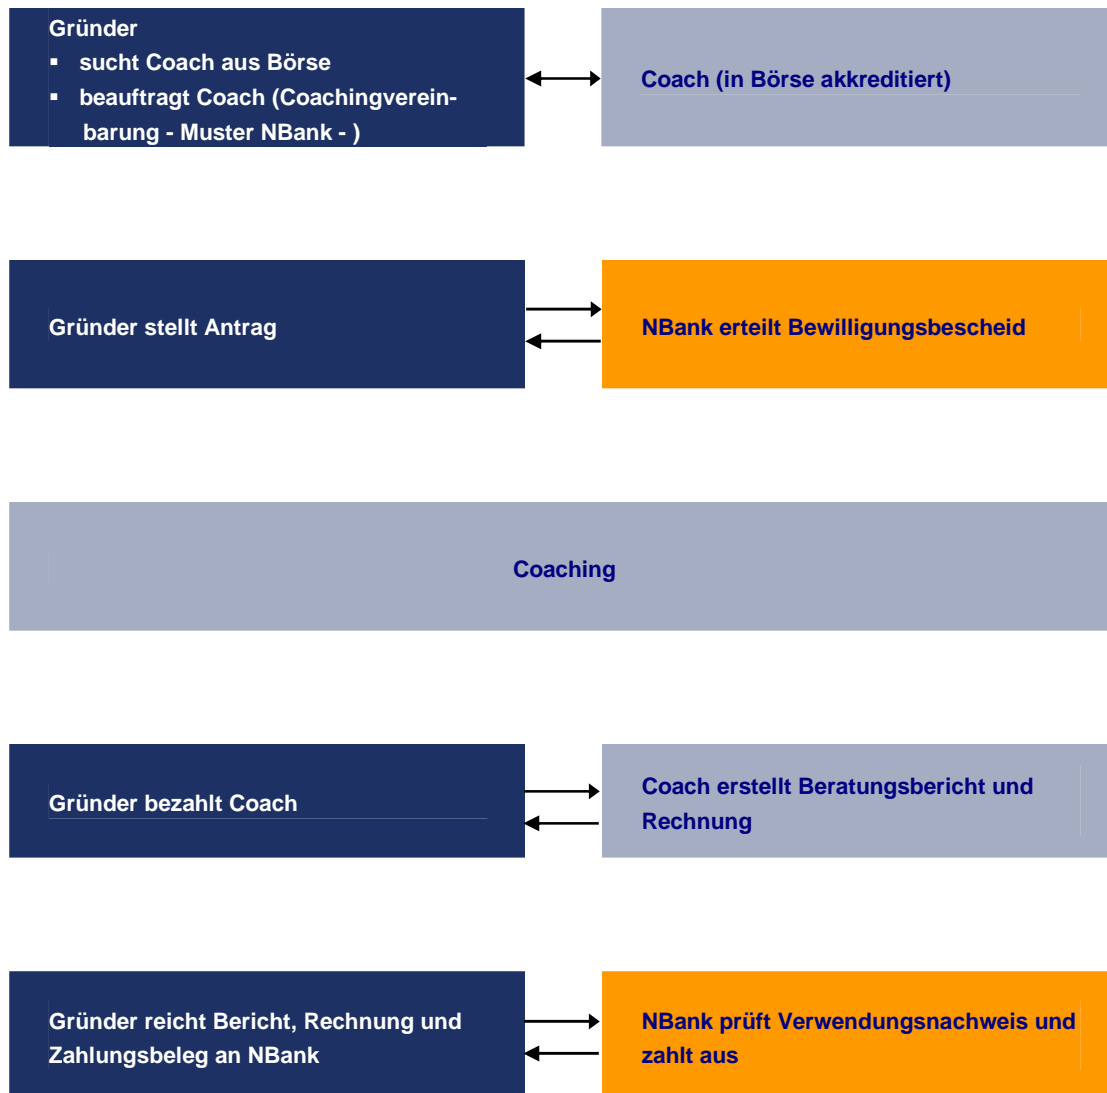 Gründer
▪ sucht Coach aus Börse
▪ beauftragt Coach (Coachingverein-
barung - Muster NBank - )
Coach (in Börse akkreditiert)
Gründer stellt Antrag
NBank erteilt Bewilligungsbescheid
Coaching
Gründer bezahlt Coach
Coach erstellt Beratungsbericht und
Rechnung
Gründer reicht Bericht, Rechnung und
Zahlungsbeleg an NBank
NBank prüft Verwendungsnachweis und
zahlt aus